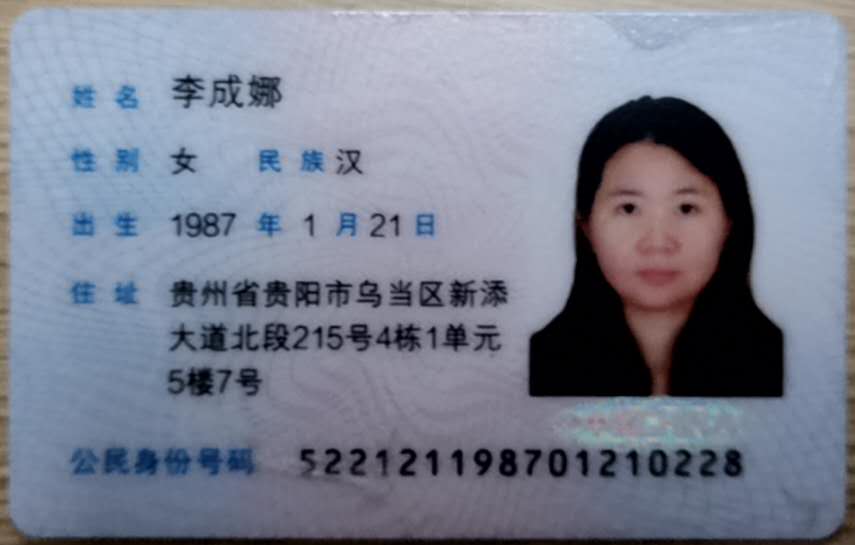 姓名 李成娜
性别 女 民族 汉
出生 1987 年 1 月 21 日
住址 贵州省贵阳市乌当区新添
大道北段215号4栋1单元
5楼7号
公民身份号码 522121198701210228